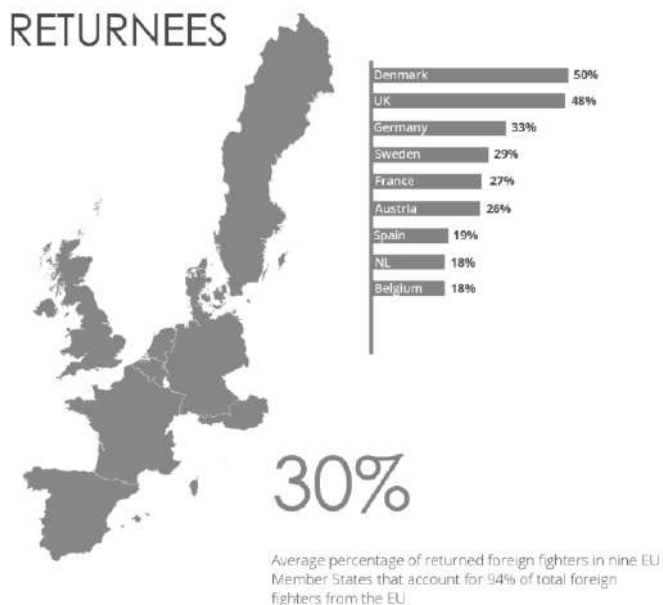 RETURNEES
Denmark 50%
UK 48%
Germany 33%
Sweden 29%
France 27%
Austria 26%
Spain 19%
NL 18%
Belgium 18%
30%
Average percentage of returned foreign fighters in nine EU
Member States that account for 94% of total foreign
fighters from the EU